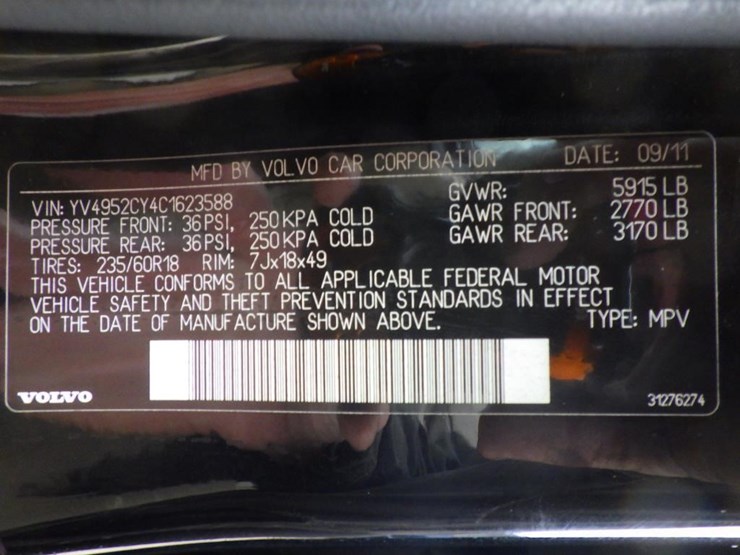 MFD BY VOLVO CAR CORPORATION DATE: 09/11
VIN: YV4952CY4C1623588 GVWR: 5915 LB
PRESSURE FRONT: 36 PSI, 250 KPA COLD GAWR FRONT: 2770 LB
PRESSURE REAR: 36 PSI, 250 KPA COLD GAWR REAR: 3170 LB
TIRES: 235/60R18 RIM: 7Jx18x49
THIS VEHICLE CONFORMS TO ALL APPLICABLE FEDERAL MOTOR
VEHICLE SAFETY AND THEFT PREVENTION STANDARDS IN EFFECT
ON THE DATE OF MANUFACTURE SHOWN ABOVE. TYPE: MPV
VOLVO 31276274